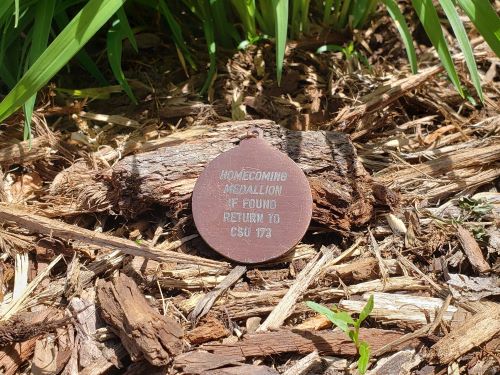 HOMECOMING
MEDALLION
IF FOUND
RETURN TO
CSU 173